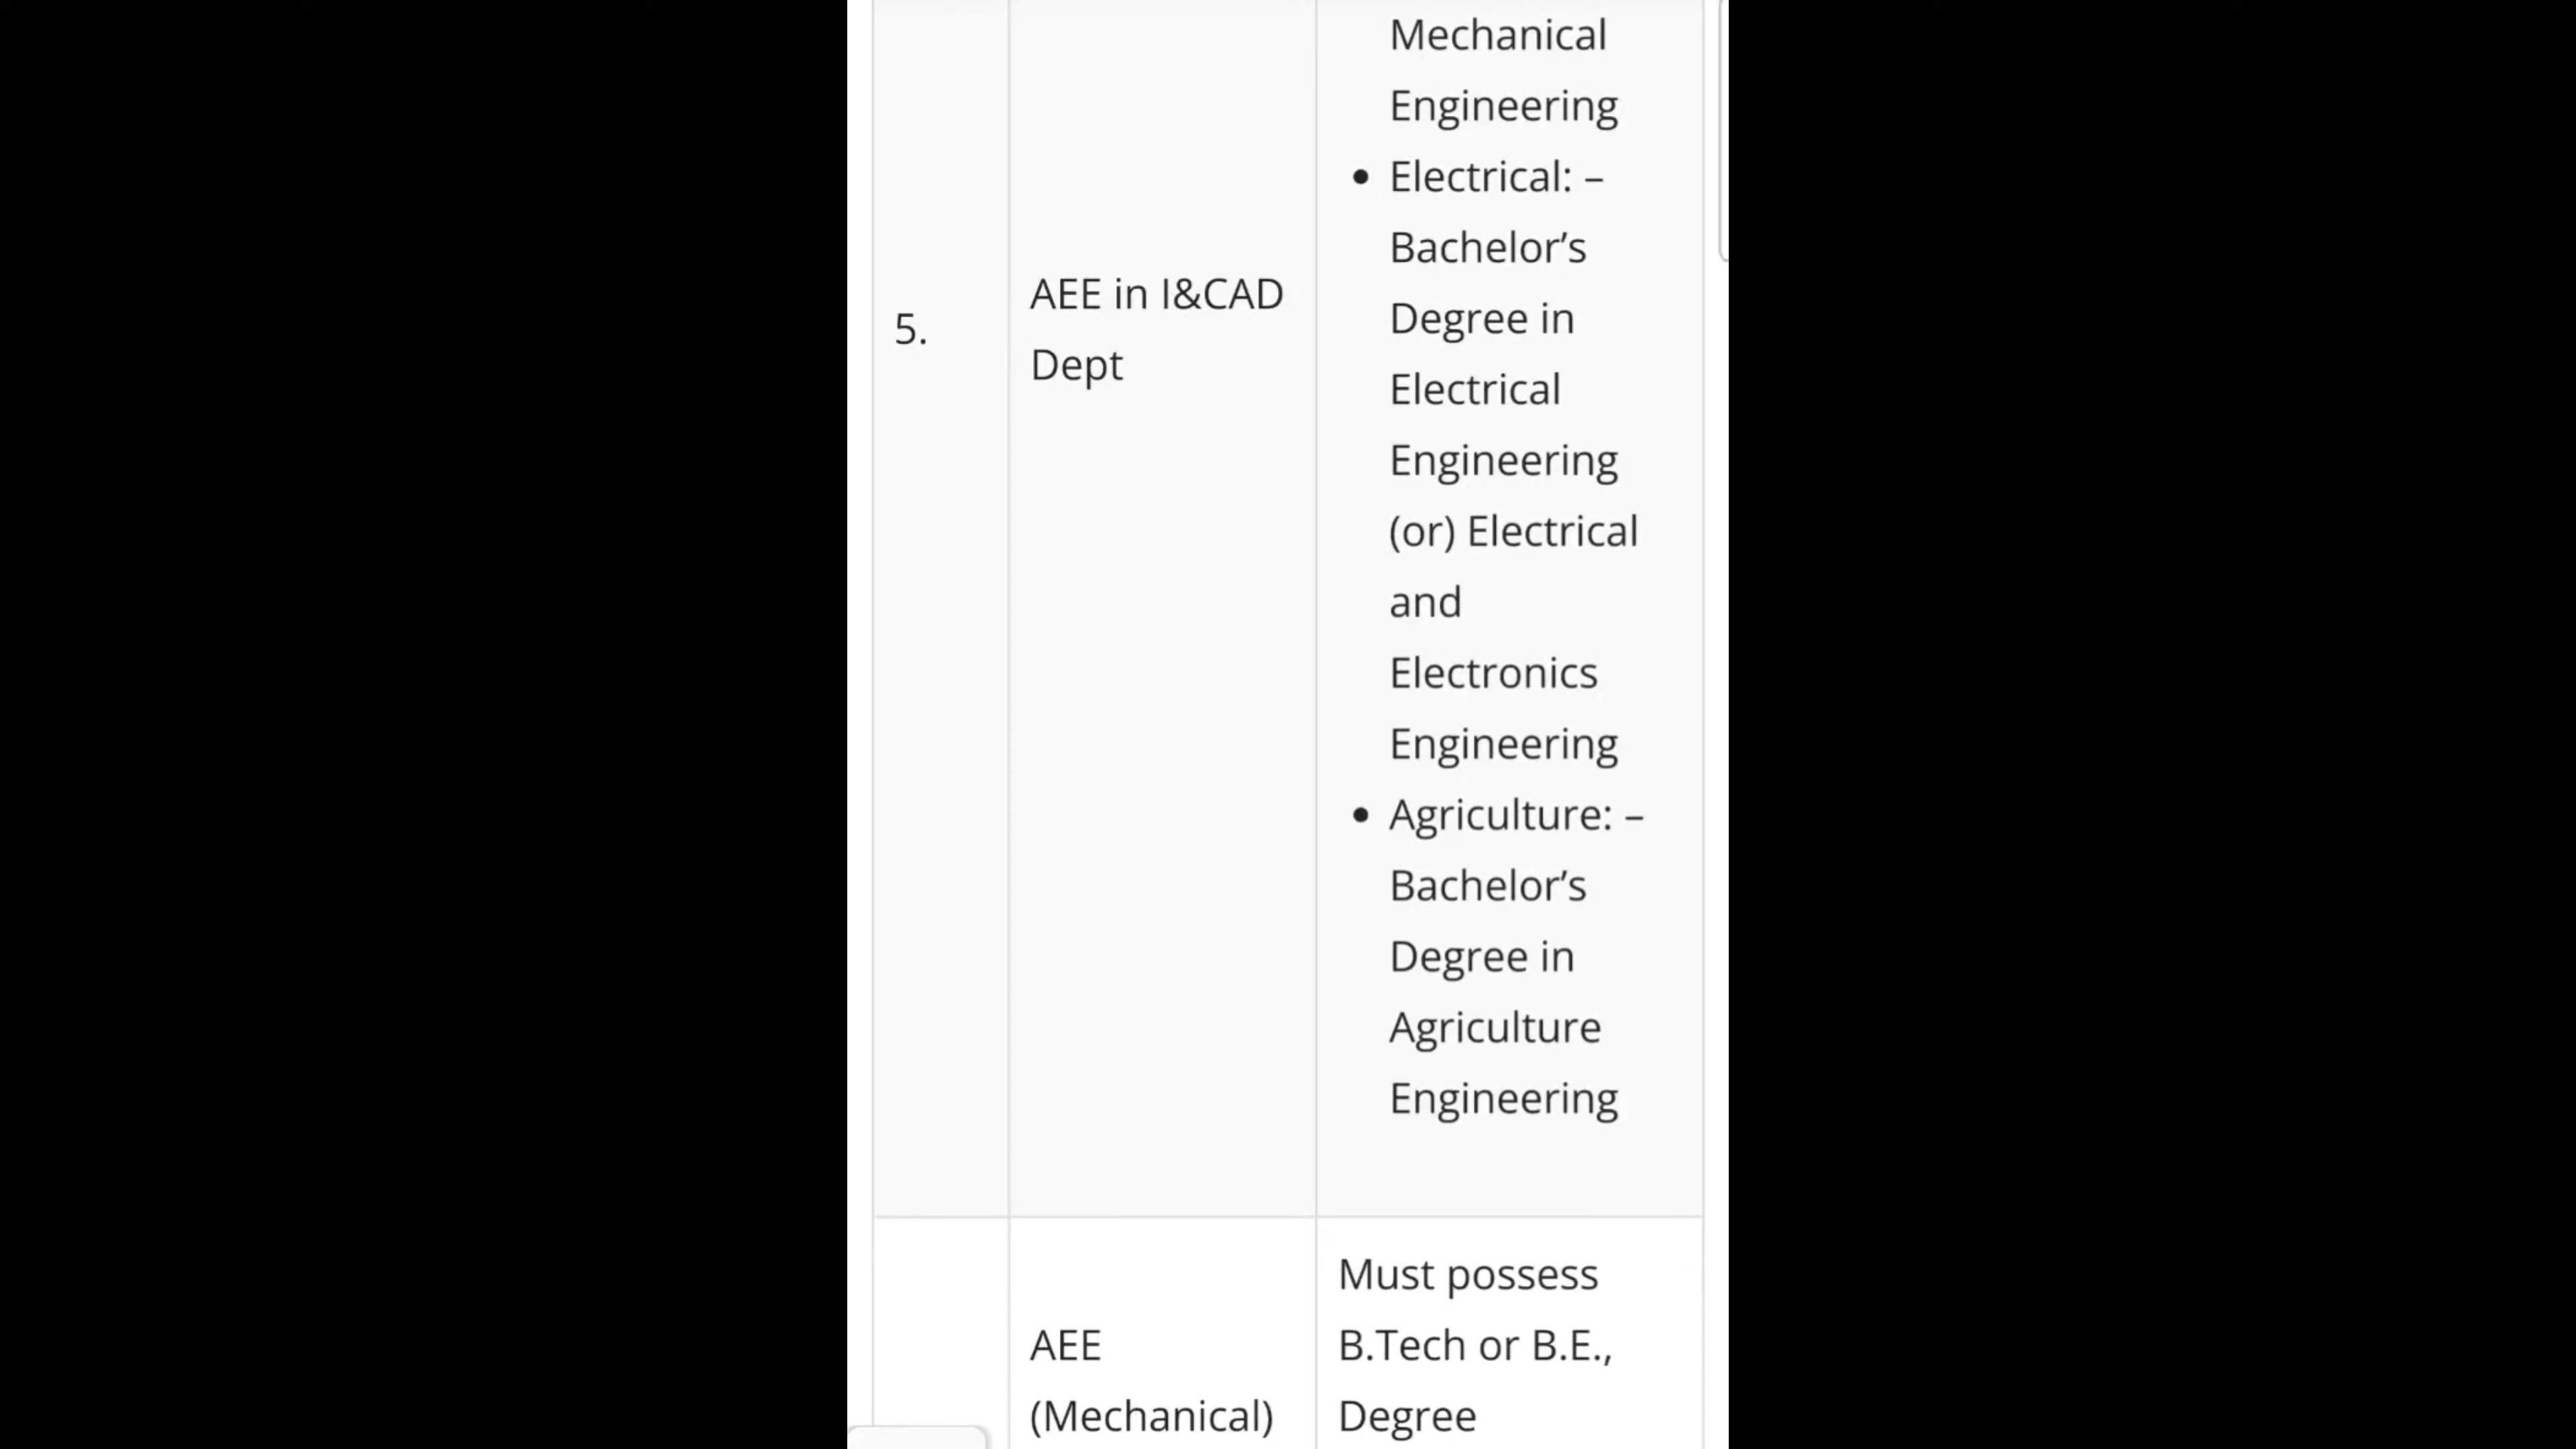 Mechanical
Engineering
• Electrical: –
Bachelor’s
Degree in
Electrical
Engineering
(or) Electrical
and
Electronics
Engineering
• Agriculture: –
Bachelor’s
Degree in
Agriculture
Engineering
5.
AEE in I&CAD
Dept
AEE
(Mechanical)
Must possess
B.Tech or B.E.,
Degree